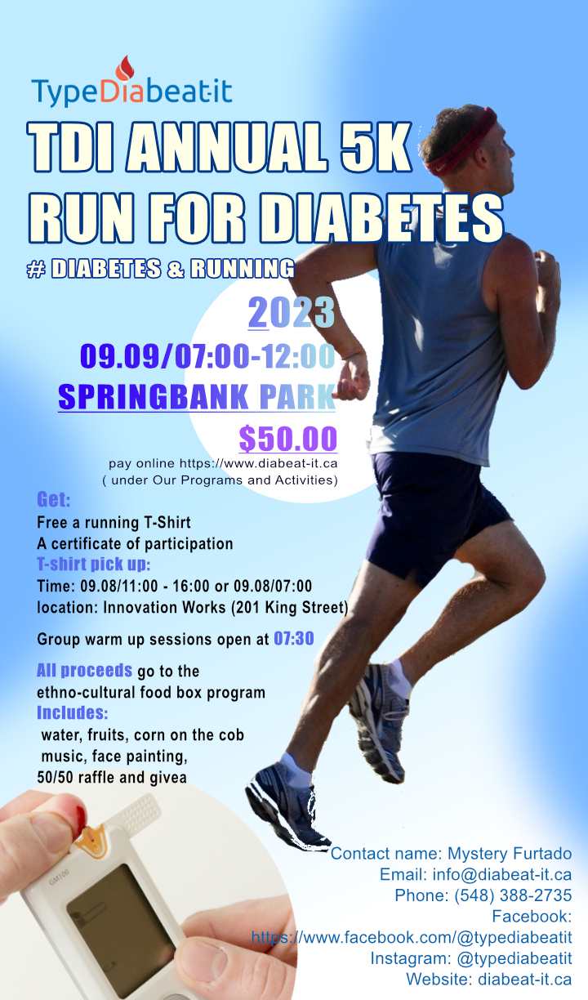 TypeDiabeat-it
TDI ANNUAL 5K
RUN FOR DIABETES
# DIABETES & RUNNING
2023
09.09/07:00-12:00
SPRINGBANK PARK
$50.00
pay online https://www.diabeat-it.ca
( under Our Programs and Activities)
Get:
Free a running T-Shirt
A certificate of participation
T-shirt pick up:
Time: 09.08/11:00 - 16:00 or 09.08/07:00
location: Innovation Works (201 King Street)
Group warm up sessions open at 07:30
All proceeds go to the
ethno-cultural food box program
Includes:
water, fruits, corn on the cob
music, face painting,
50/50 raffle and givea
GM100
Contact name: Mystery Furtado
Email: info@diabeat-it.ca
Phone: (548) 388-2735
Facebook:
https://www.facebook.com/@typediabeatit
Instagram: @typediabeatit
Website: diabeat-it.ca